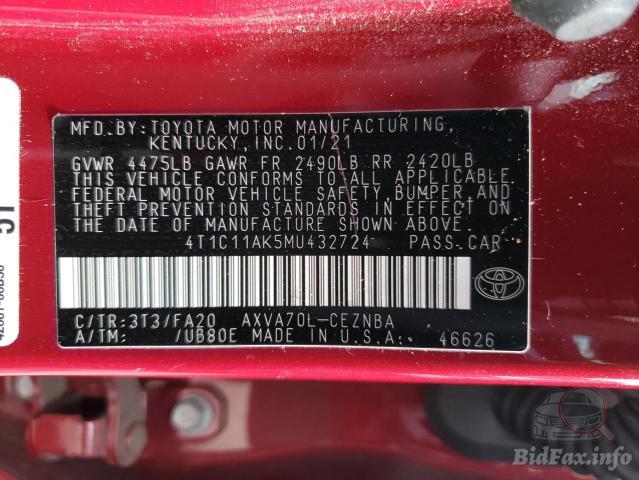 MFD. BY: TOYOTA MOTOR MANUFACTURING,
KENTUCKY, INC. 01/21
GVWR 4475LB GAWR FR 2490LB RR 2420LB
THIS VEHICLE CONFORMS TO ALL APPLICABLE
FEDERAL MOTOR VEHICLE SAFETY, BUMPER, AND
THEFT PREVENTION STANDARDS IN EFFECT ON
THE DATE OF MANUFACTURE SHOWN ABOVE.
4T1C11AK5MU432724 PASS. CAR
C/TR: 3T3/FA20 AXVA70L-CEZNBA
A/TM: /UB80E MADE IN U.S.A. 46626
TOYOTA
BidFax.info